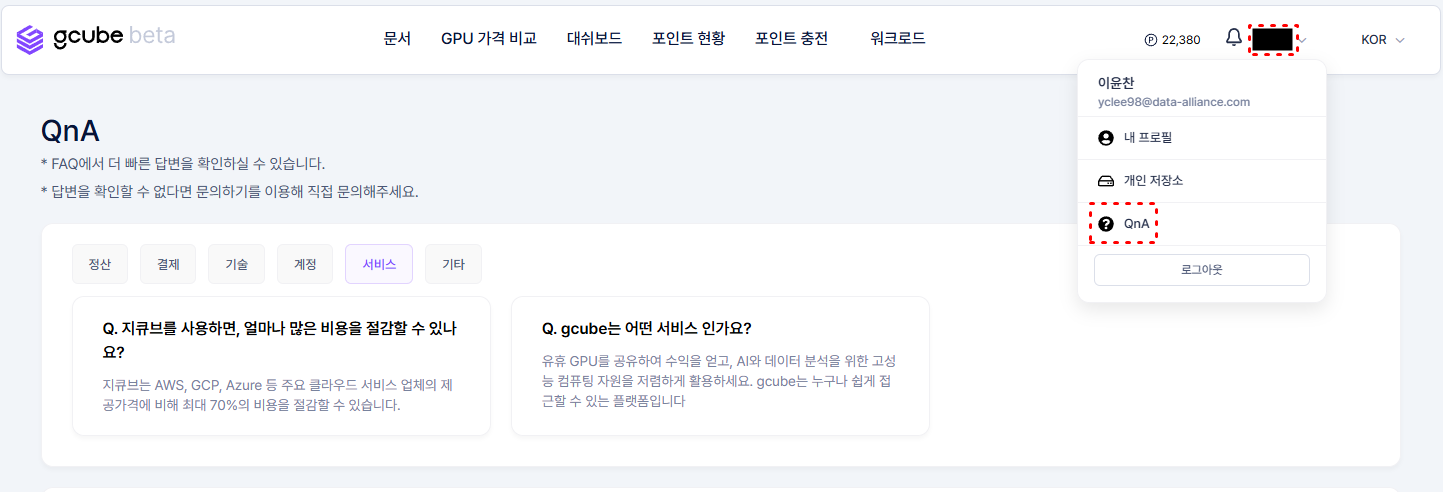 gcube beta
문서 GPU 가격 비교 대쉬보드 포인트 현황 포인트 충전 워크로드
P 22,380
KOR
이윤찬
yclee98@data-alliance.com
내 프로필
개인 저장소
? QnA
로그아웃
QnA
* FAQ에서 더 빠른 답변을 확인하실 수 있습니다.
* 답변을 확인할 수 없다면 문의하기를 이용해 직접 문의해주세요.
정산 결제 기술 계정 서비스 기타
Q. 지큐브를 사용하면, 얼마나 많은 비용을 절감할 수 있나
요?
지큐브는 AWS, GCP, Azure 등 주요 클라우드 서비스 업체의 제
공가격에 비해 최대 70%의 비용을 절감할 수 있습니다.
Q. gcube는 어떤 서비스 인가요?
유휴 GPU를 공유하여 수익을 얻고, AI와 데이터 분석을 위한 고성
능 컴퓨팅 자원을 저렴하게 활용하세요. gcube는 누구나 쉽게 접
근할 수 있는 플랫폼입니다